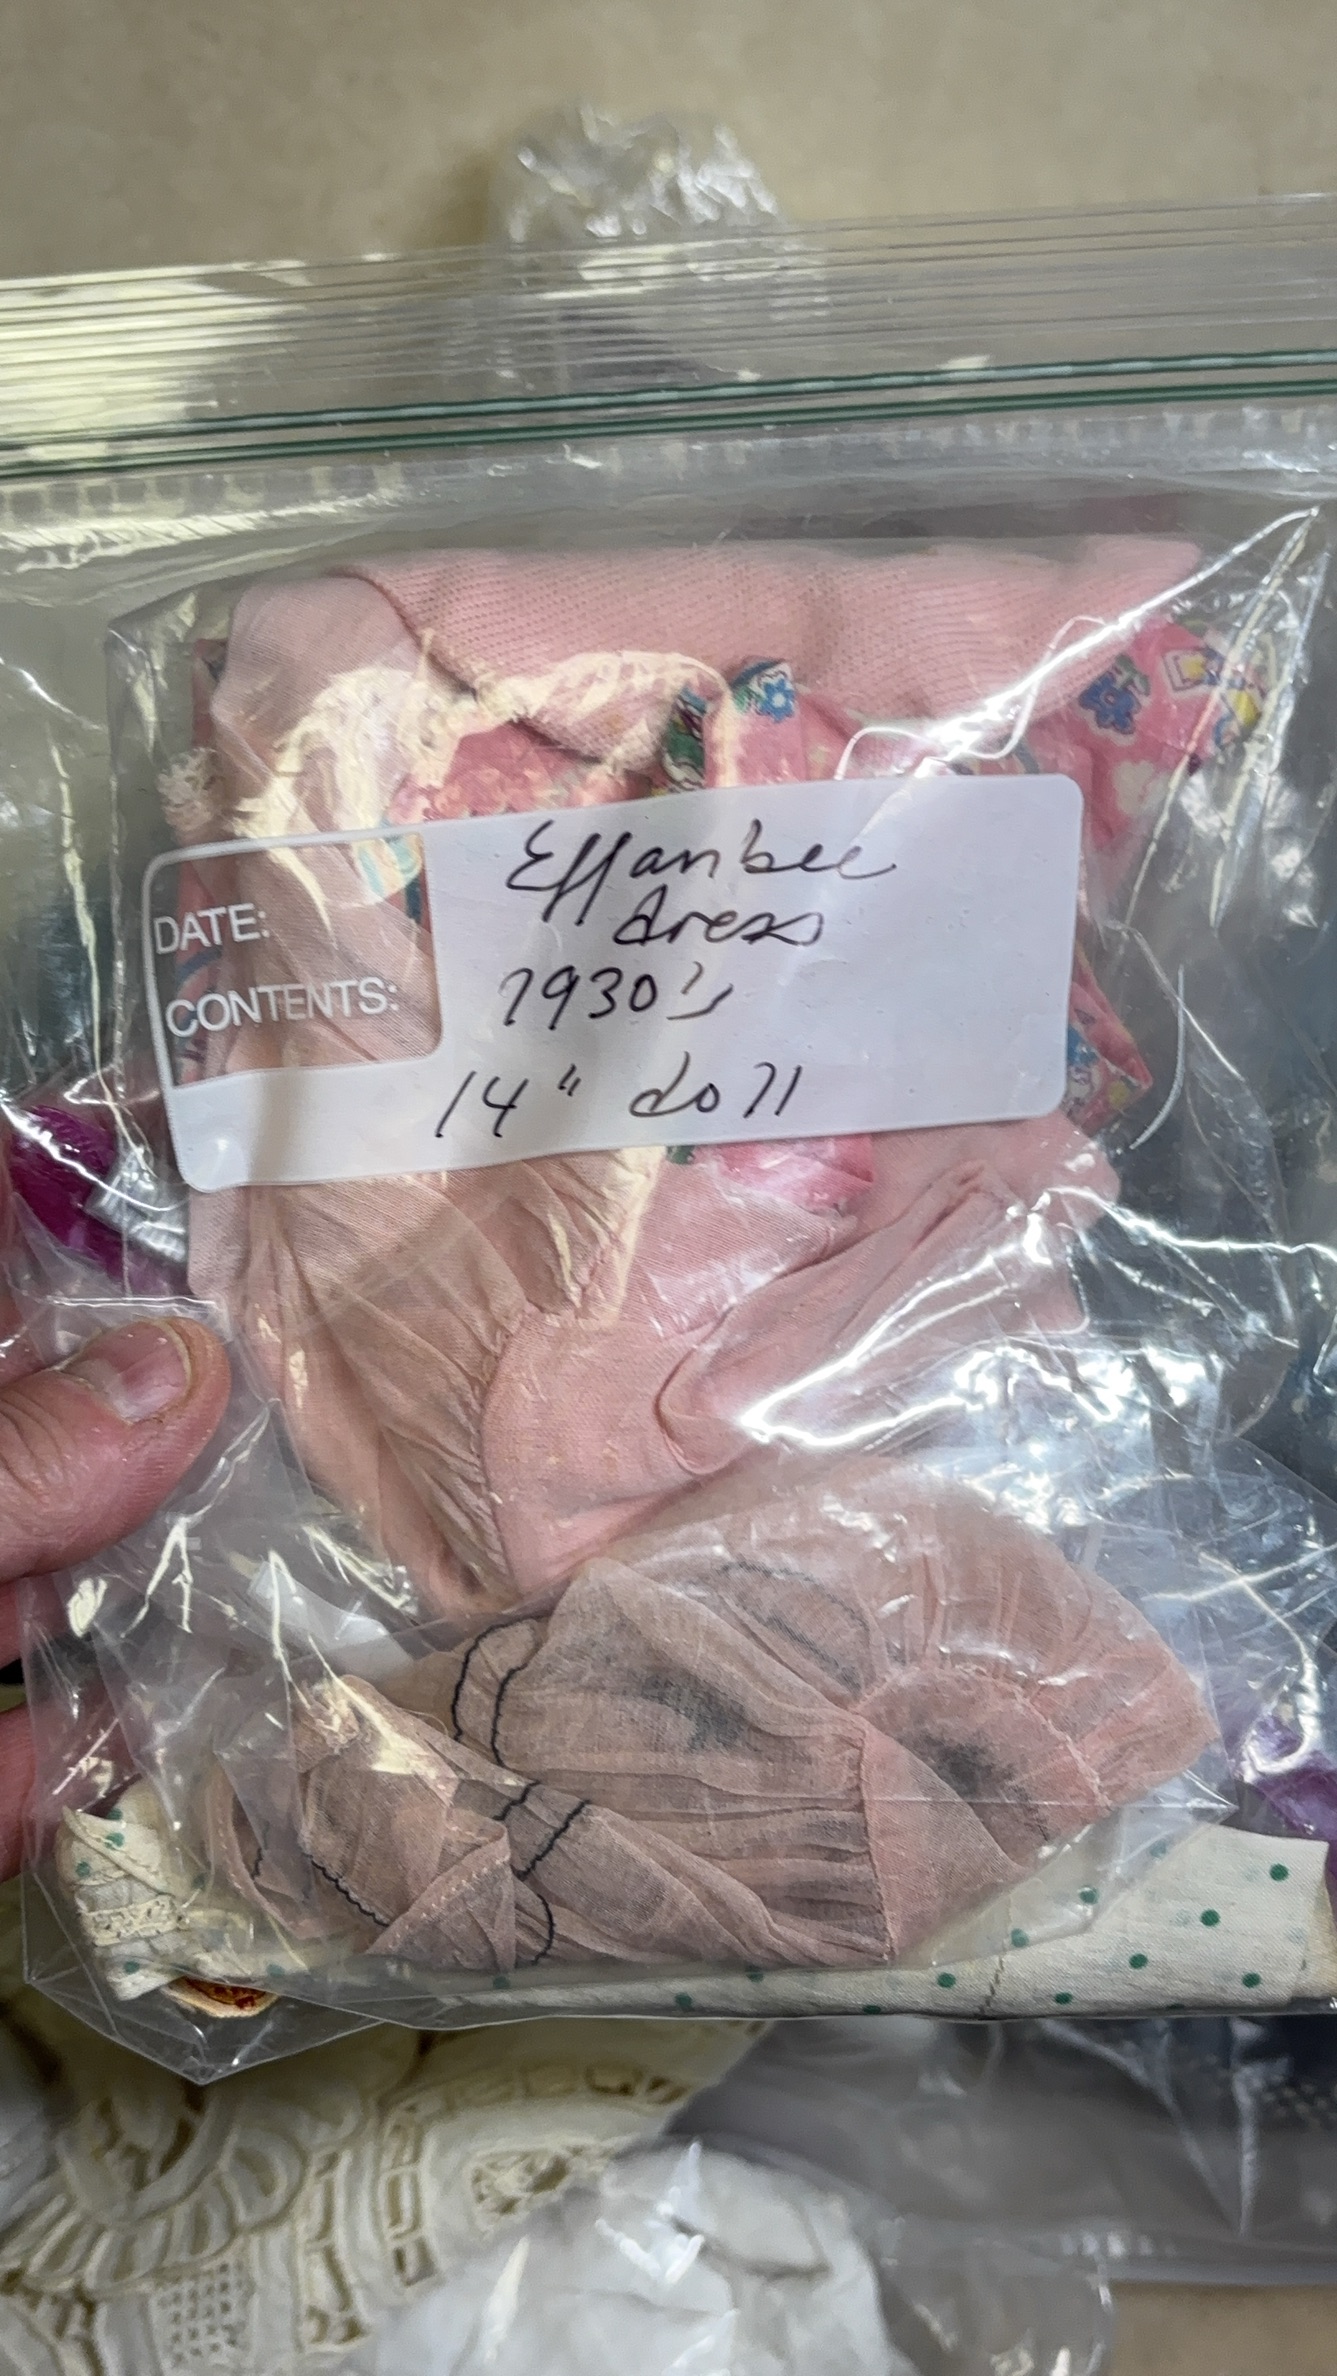 Effanbee
dress
DATE:
1930's
CONTENTS:
14" doll